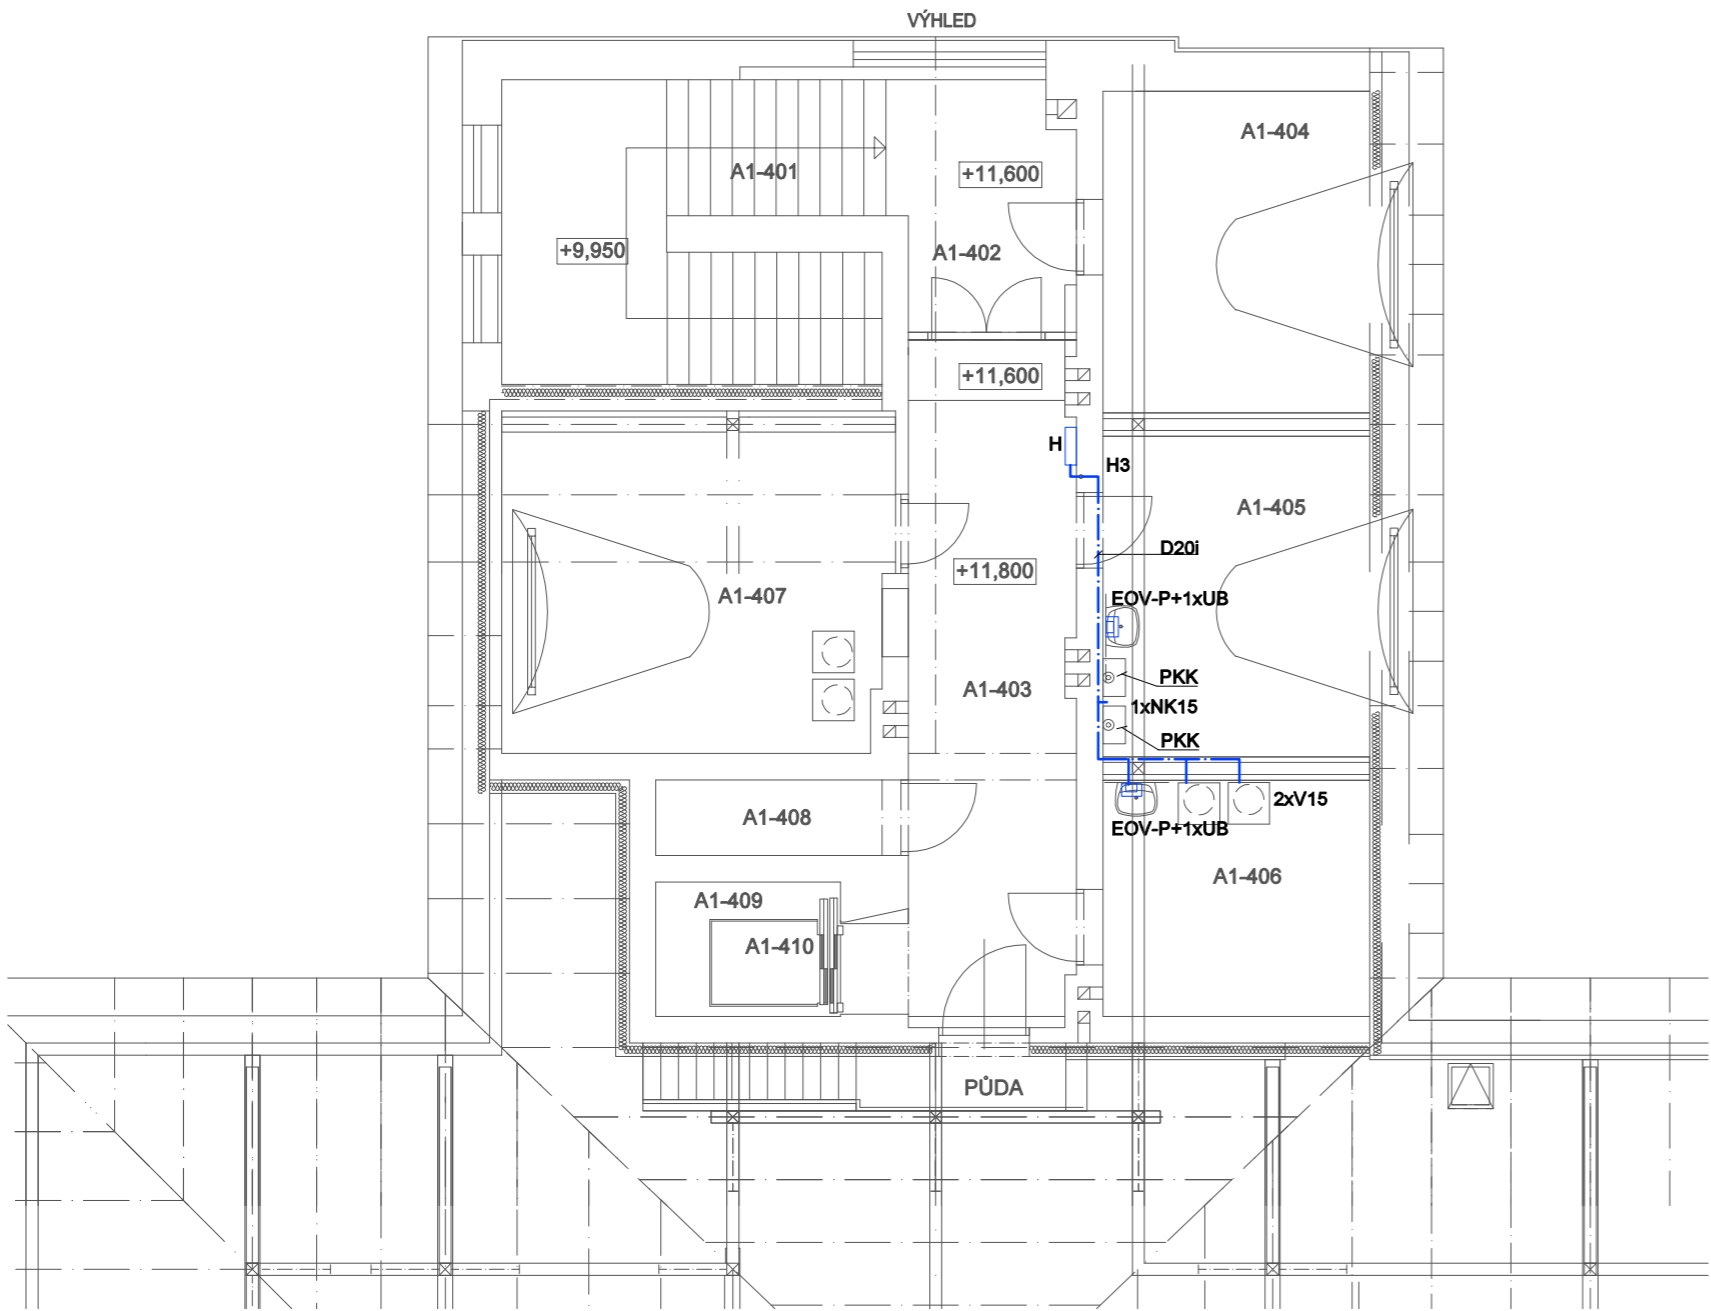 VÝHLED
A1-404
A1-401
+11,600
+9,950
A1-402
+11,600
H
H3
A1-405
D20i
+11,800
A1-407
EOV-P+1xUB
PKK
A1-403
1xNK15
PKK
2xV15
A1-408
EOV-P+1xUB
A1-406
A1-409
A1-410
PŮDA